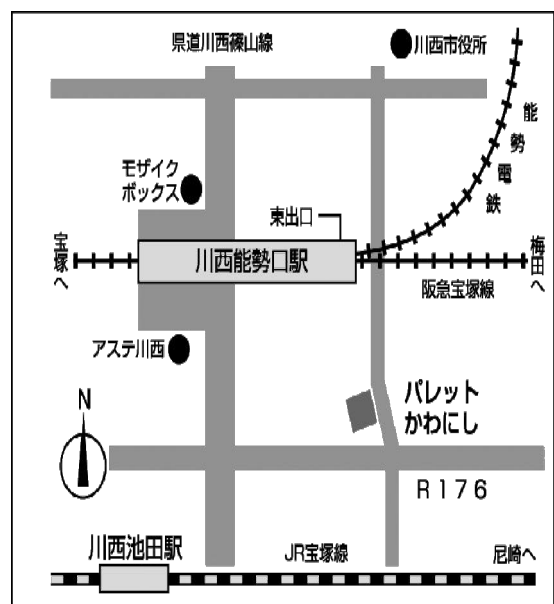 県道川西篠山線
川西市役所
能勢電鉄
モザイク
ボックス
東出口
宝塚へ
川西能勢口駅
梅田へ
阪急宝塚線
アステ川西
パレット
かわにし
N
R176
川西池田駅
JR宝塚線
尼崎へ